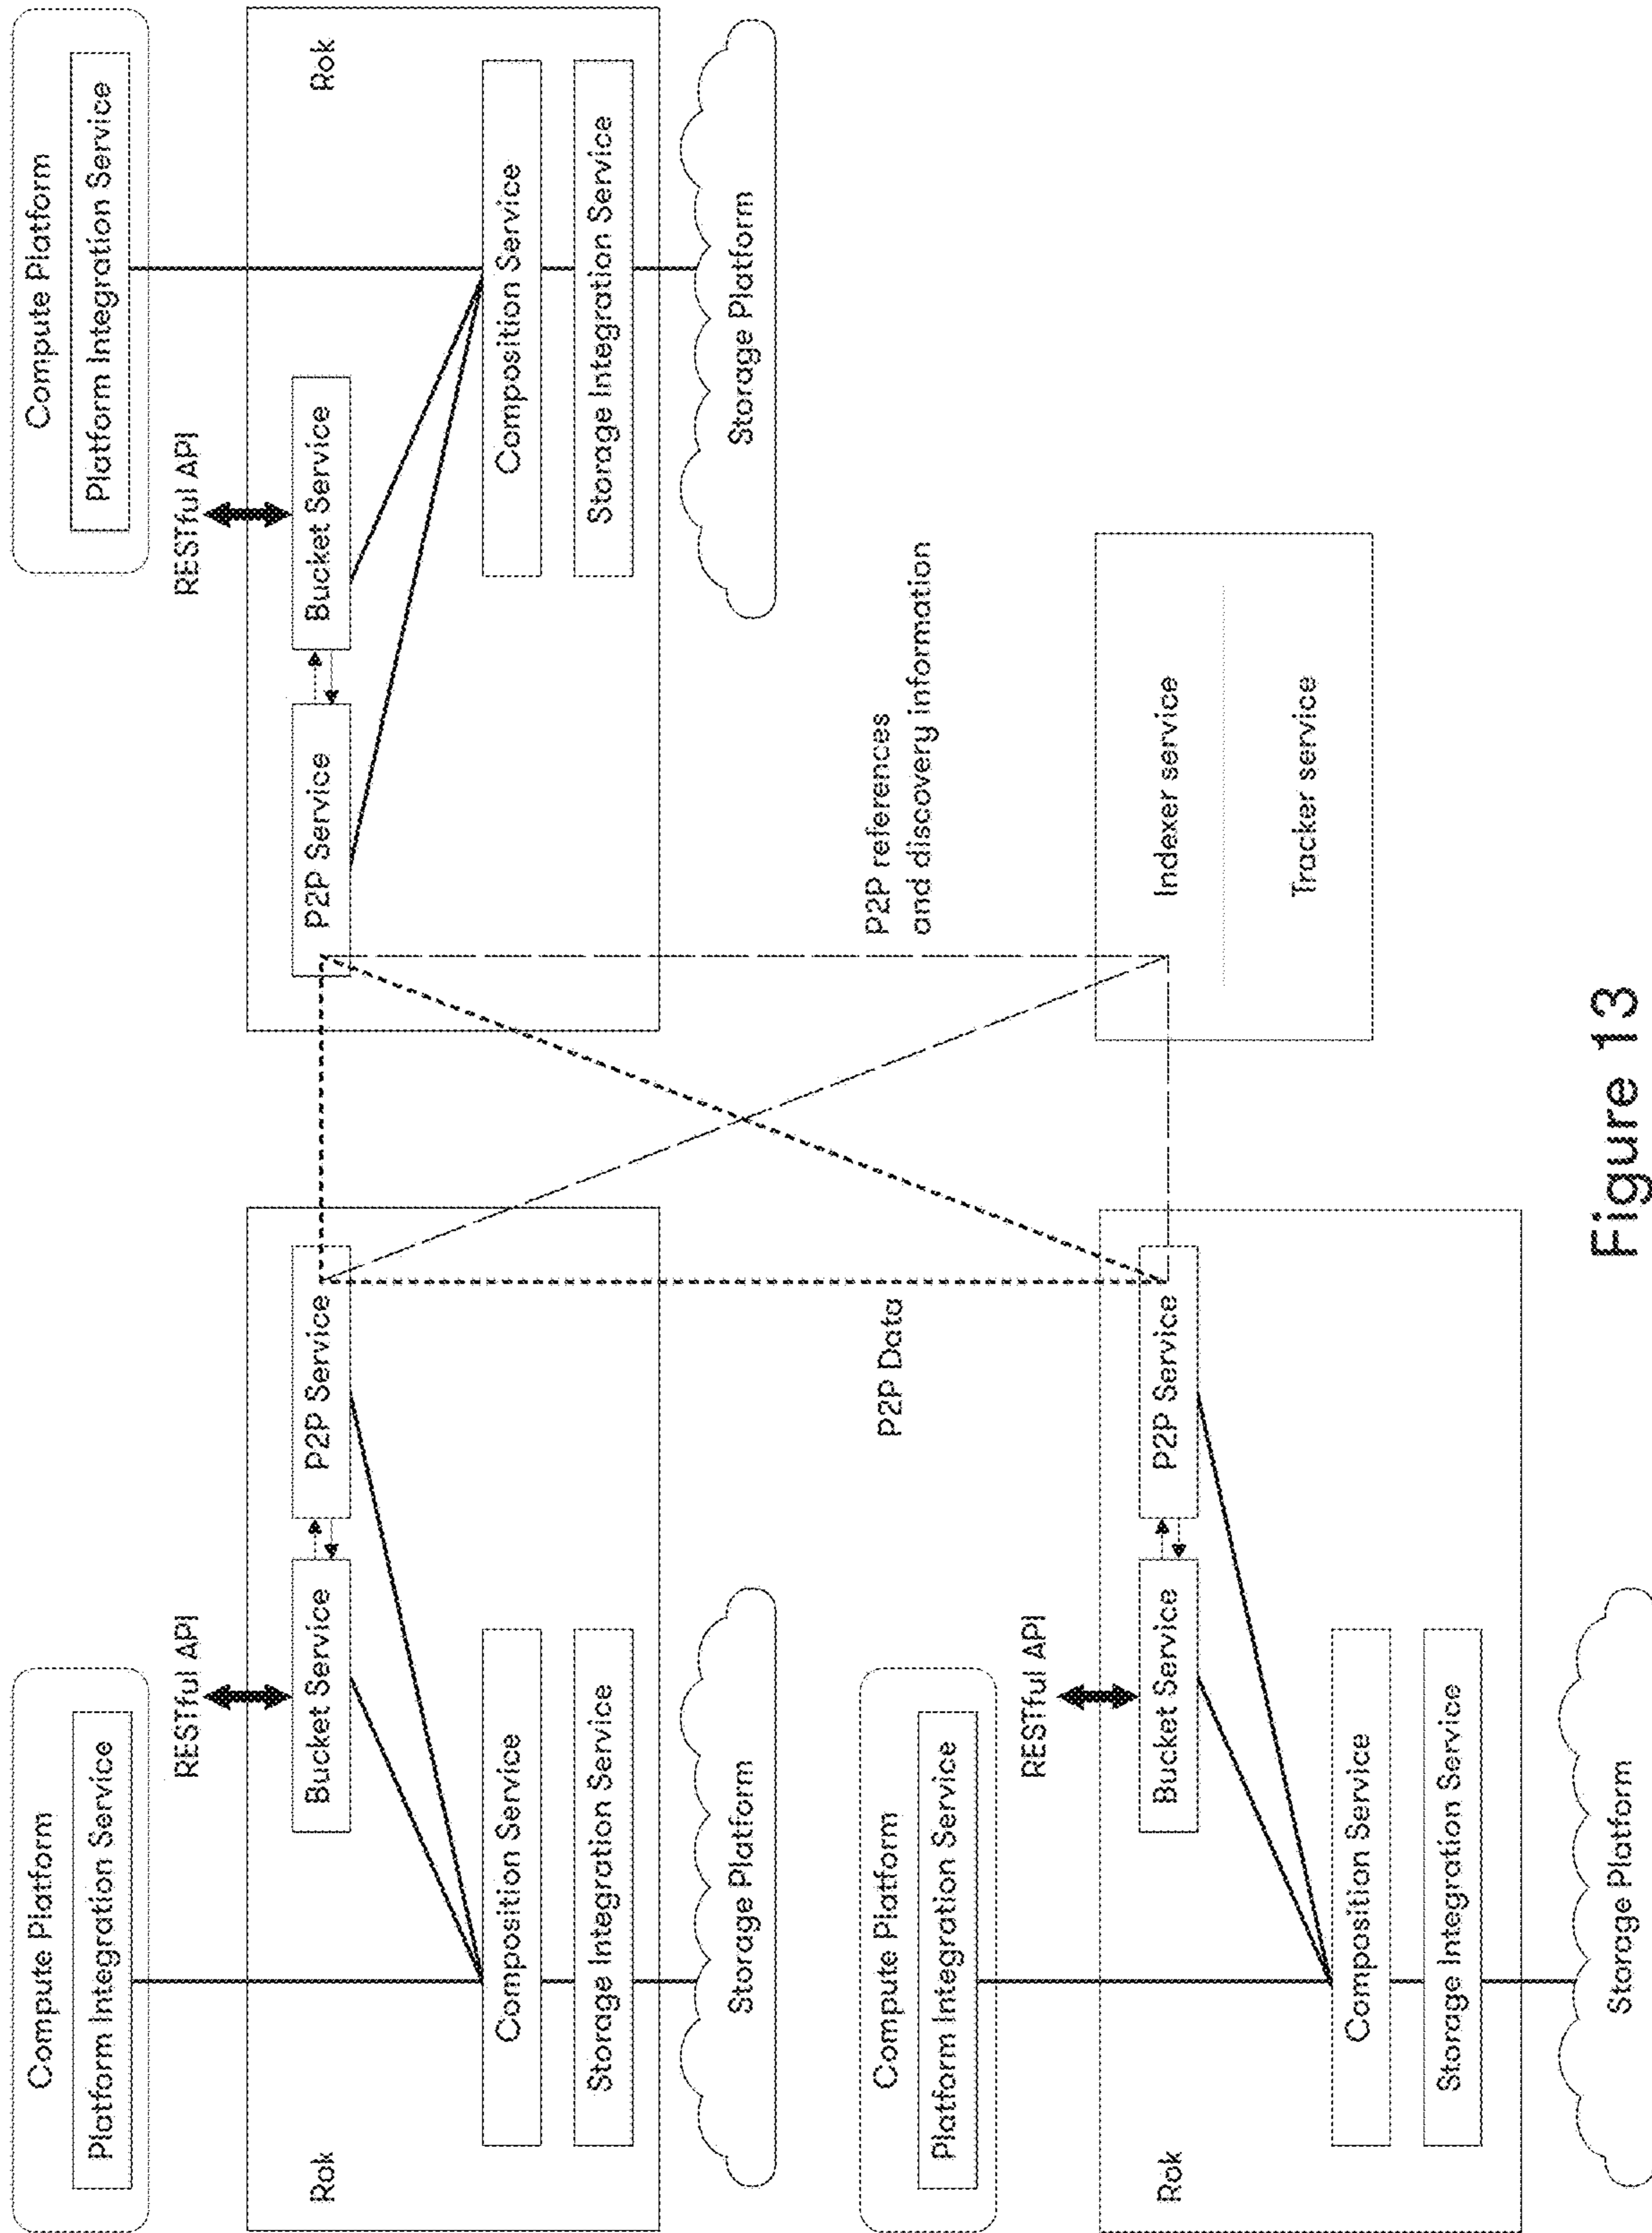 Compute Platform
Platform Integration Service
RESTful API
Rok
Bucket Service
P2P Service
Composition Service
Storage Integration Service
Storage Platform
Compute Platform
Platform Integration Service
RESTful API
Rok
P2P Service
Bucket Service
Composition Service
Storage Integration Service
Storage Platform
P2P Data
P2P references
and discovery information
Compute Platform
Platform Integration Service
RESTful API
Rok
Bucket Service
P2P Service
Composition Service
Storage Integration Service
Storage Platform
Indexer service
Tracker service
Figure 13